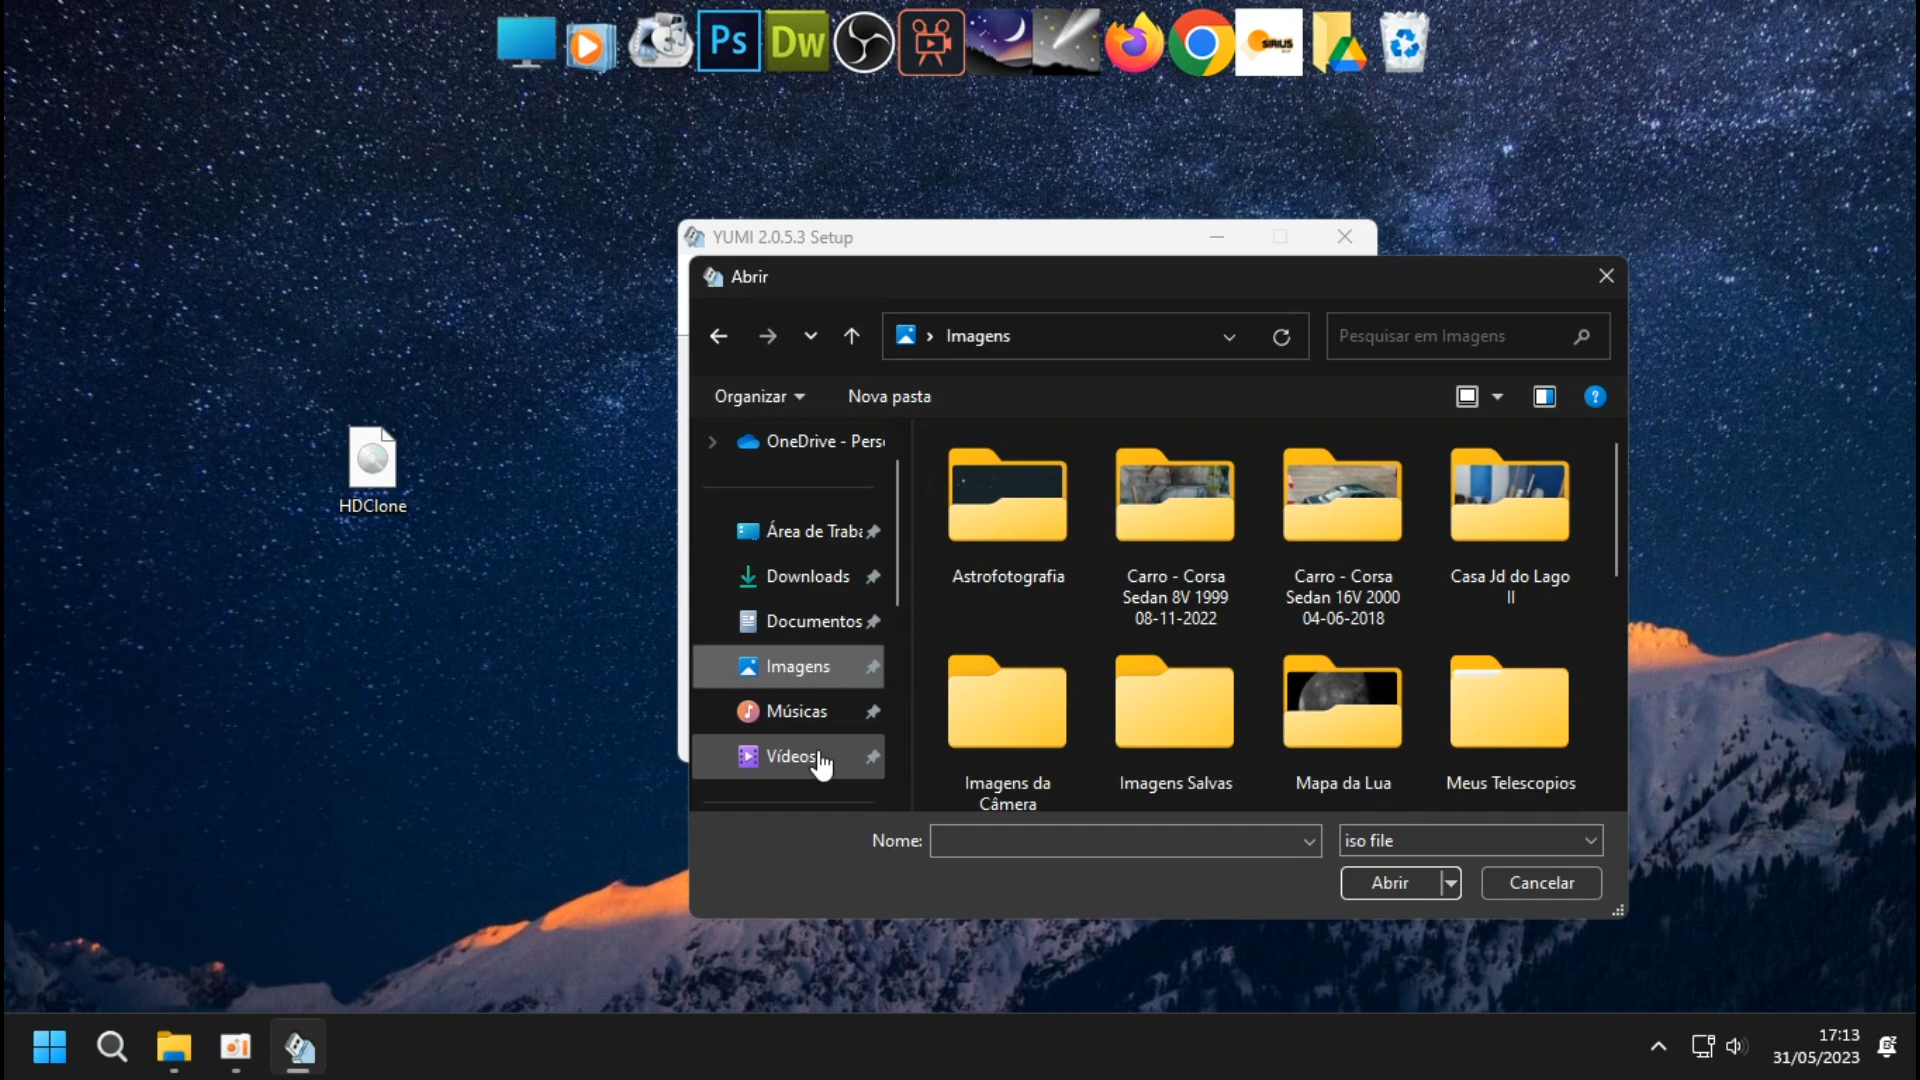 Ps
Dw
SIRIUS
YUMI 2.0.5.3 Setup
Abrir
Imagens
Pesquisar em Imagens
Organizar
Nova pasta
OneDrive - Pers
HDClone
Área de Traba
Downloads
Documentos
Imagens
Músicas
Vídeos
Astrofotografia
Carro - Corsa
Sedan 8V 1999
08-11-2022
Carro - Corsa
Sedan 16V 2000
04-06-2018
Casa Jd do Lago
II
Imagens da
Câmera
Imagens Salvas
Mapa da Lua
Meus Telescopios
Nome:
iso file
Abrir
Cancelar
17:13
31/05/2023